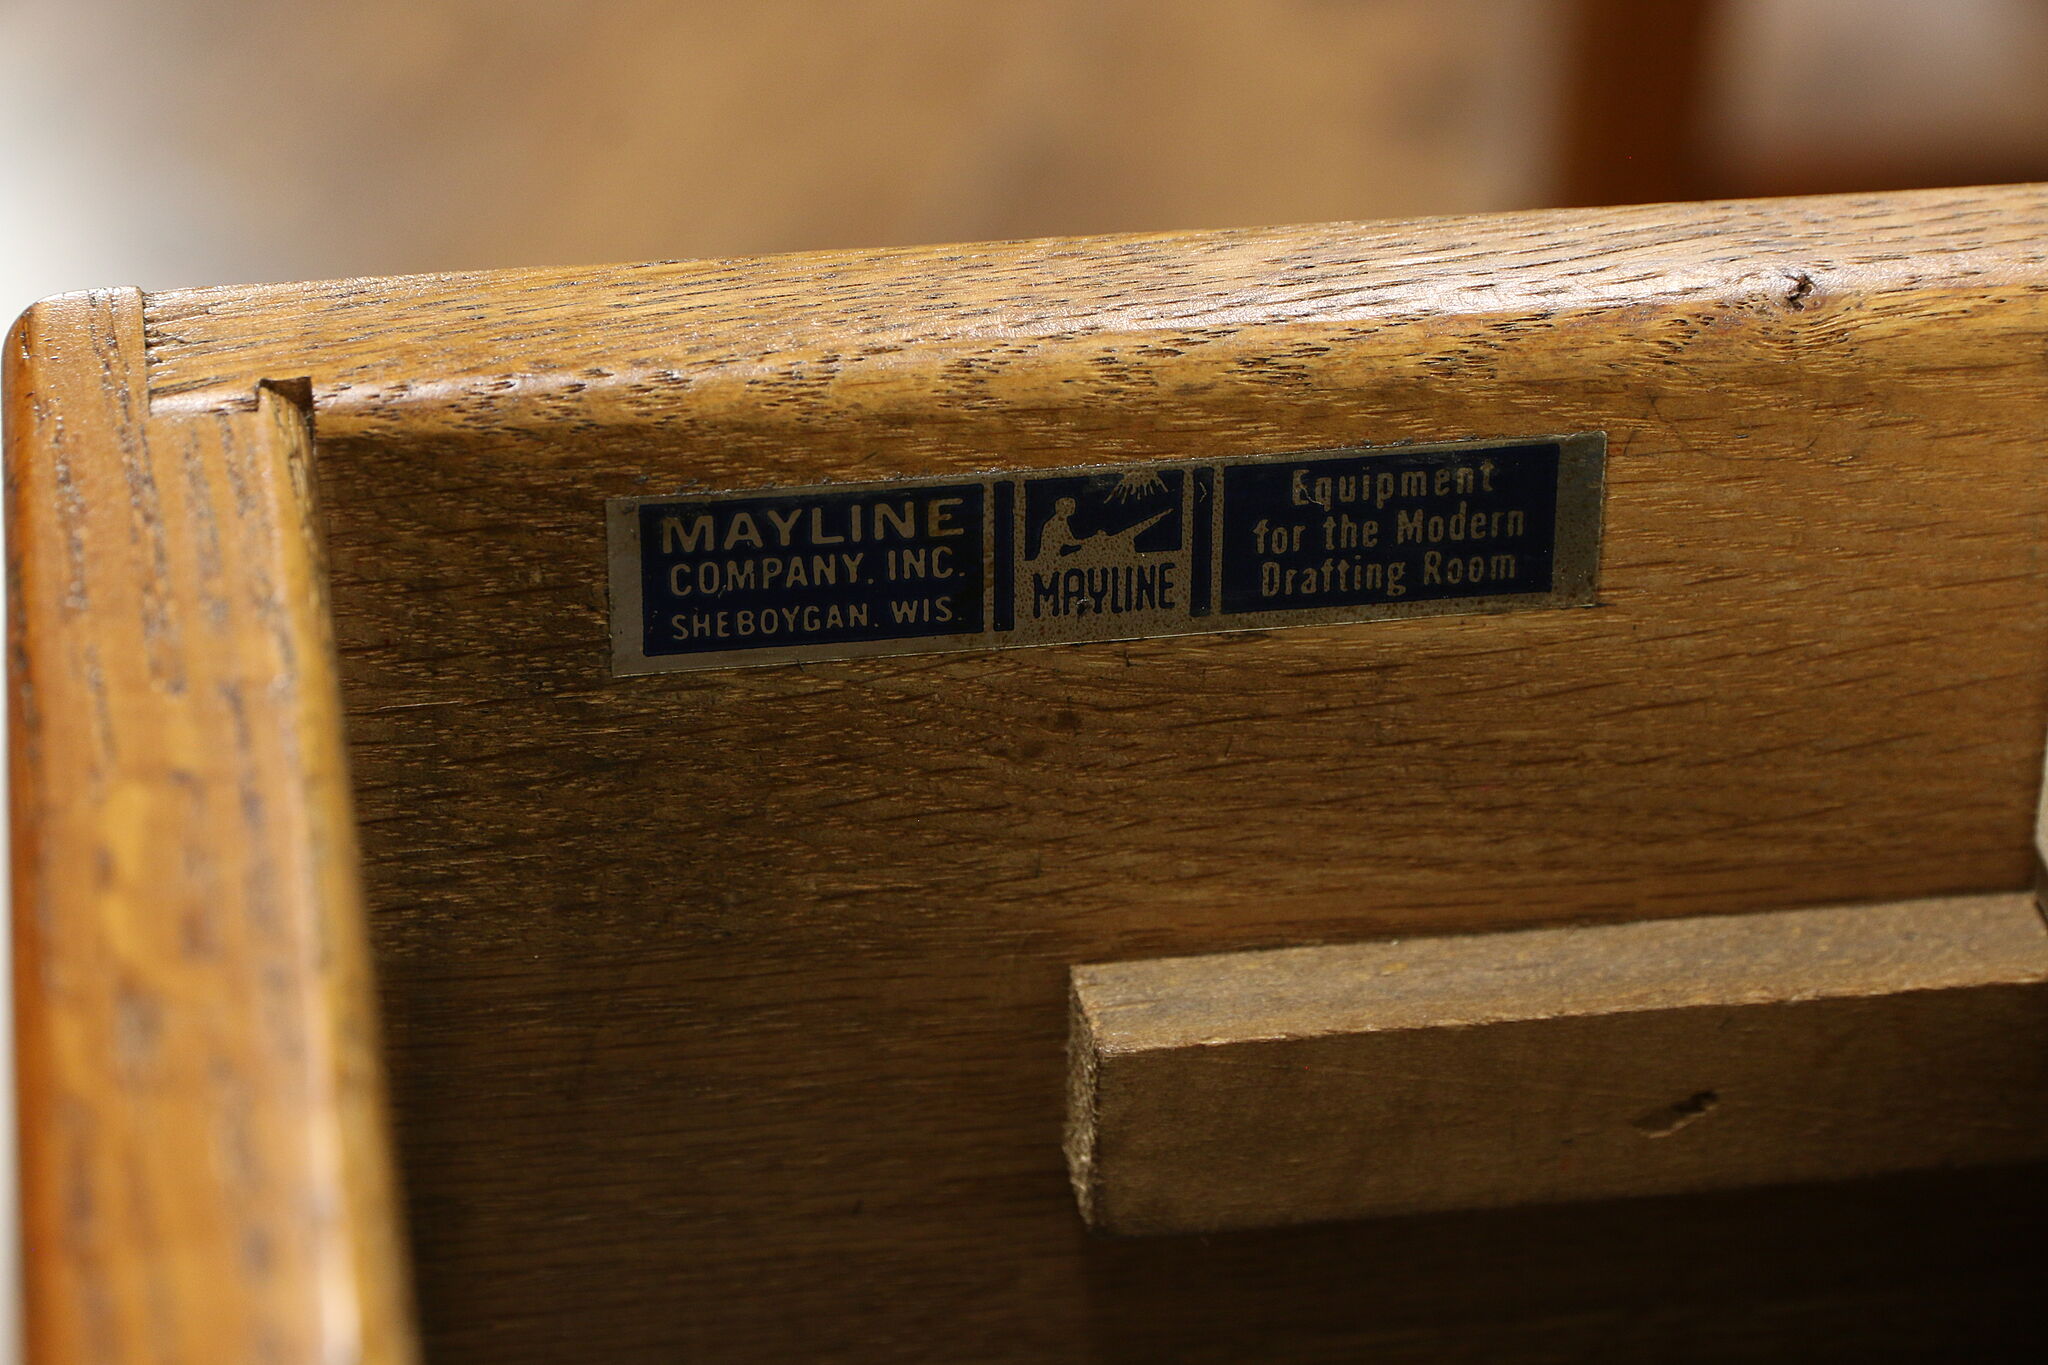 MAYLINE
COMPANY, INC.
SHEBOYGAN, WIS.
MAYLINE
Equipment
for the Modern
Drafting Room